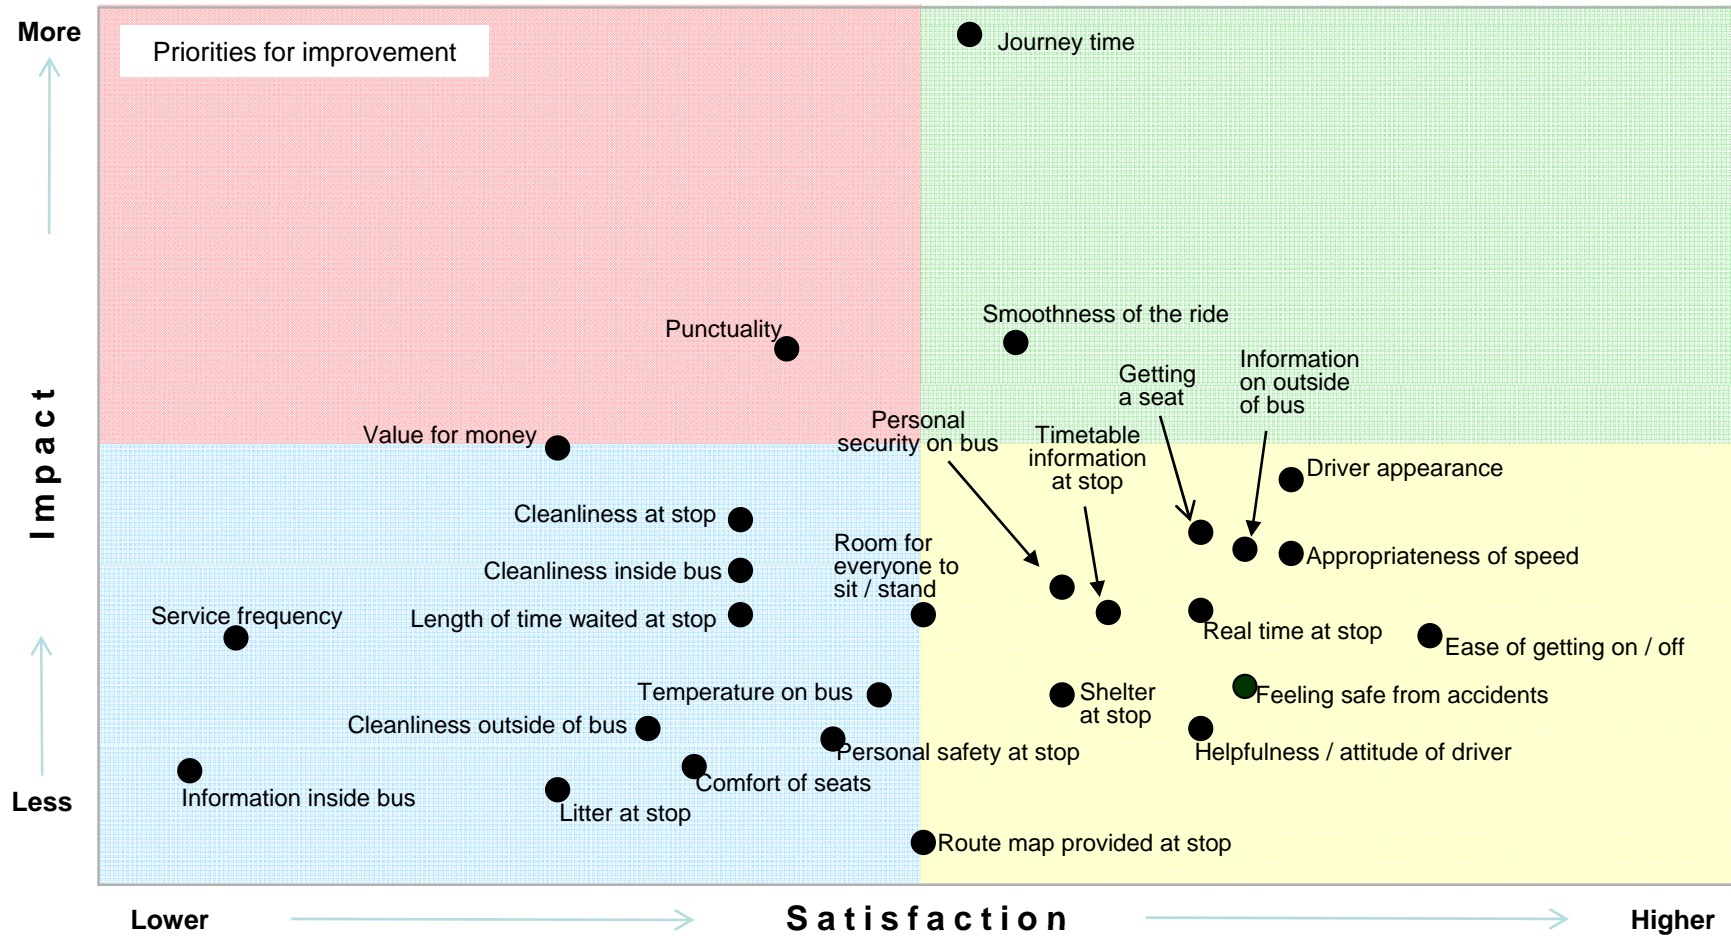 More
Priorities for improvement
Journey time
Smoothness of the ride
Punctuality
Information
on outside
of bus
Getting
a seat
Personal
security on bus
Timetable
information
at stop
Value for money
Driver appearance
Cleanliness at stop
Room for
everyone to
sit / stand
Appropriateness of speed
Cleanliness inside bus
Service frequency
Length of time waited at stop
Real time at stop
Ease of getting on / off
Temperature on bus
Shelter
at stop
Feeling safe from accidents
Cleanliness outside of bus
Personal safety at stop
Helpfulness / attitude of driver
Comfort of seats
Information inside bus
Litter at stop
Route map provided at stop
Impact
Less
Lower
Satisfaction
Higher